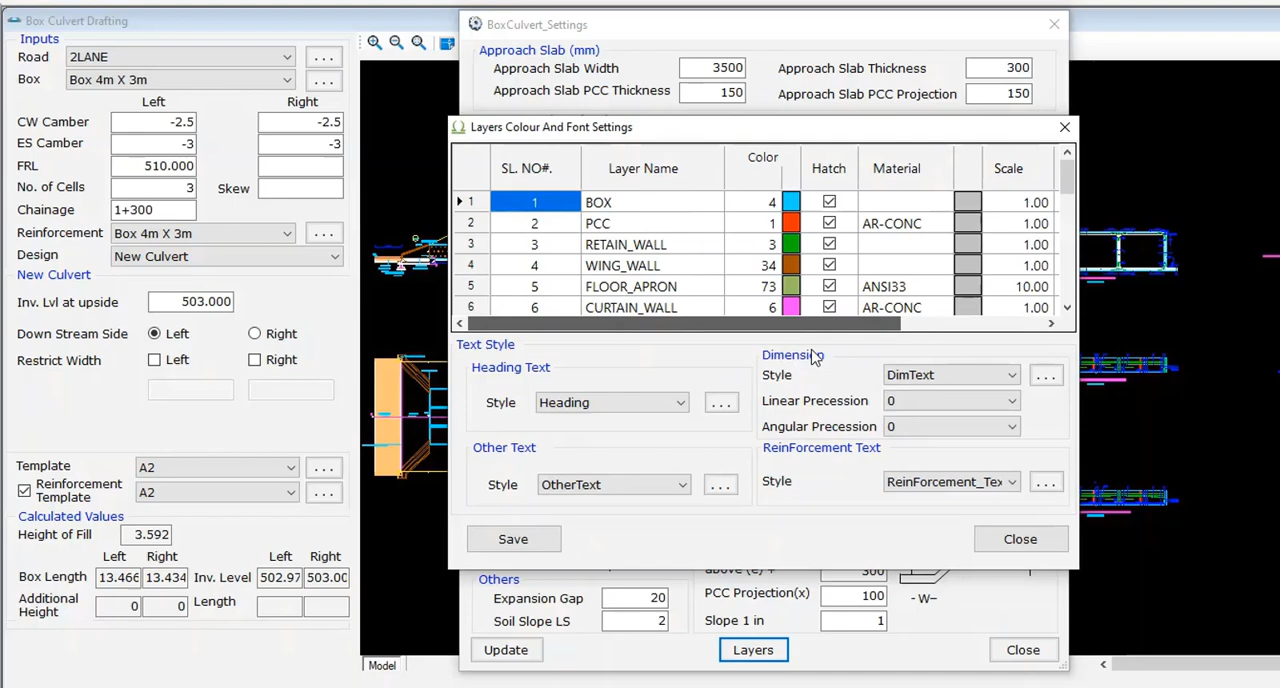 Box Culvert Drafting
Inputs
Road 2LANE ...
Box Box 4m X 3m ...
Left Right
CW Camber -2.5 -2.5
ES Camber -3 -3
FRL 510.000
No. of Cells 3 Skew
Chainage 1+300
Reinforcement Box 4m X 3m ...
Design New Culvert
New Culvert
Inv. Lvl at upside 503.000
Down Stream Side Left Right
Restrict Width Left Right
Template A2 ...
Reinforcement
Template A2 ...
Calculated Values
Height of Fill 3.592
Left Right Left Right
Box Length 13.466 13.434 Inv. Level 502.97 503.00
Additional
Height 0 0 Length
Model
BoxCulvert_Settings
Approach Slab (mm)
Approach Slab Width 3500 Approach Slab Thickness 300
Approach Slab PCC Thickness 150 Approach Slab PCC Projection 150
Layers Colour And Font Settings
SL. NO#. Layer Name Color Hatch Material Scale
1 1 BOX 4 1.00
2 2 PCC 1 AR-CONC 1.00
3 3 RETAIN_WALL 3 1.00
4 4 WING_WALL 34 1.00
5 5 FLOOR_APRON 73 ANSI33 10.00
6 6 CURTAIN_WALL 6 AR-CONC 1.00
Text Style
Heading Text
Style Heading ...
Other Text
Style OtherText ...
Dimension
Style DimText ...
Linear Precession 0
Angular Precession 0
ReinForcement Text
Style ReinForcement_Tex ...
Save Close
Others
Expansion Gap 20
Soil Slope LS 2
above (e) + 300
PCC Projection(x) 100
Slope 1 in 1
- W-
Update Layers Close